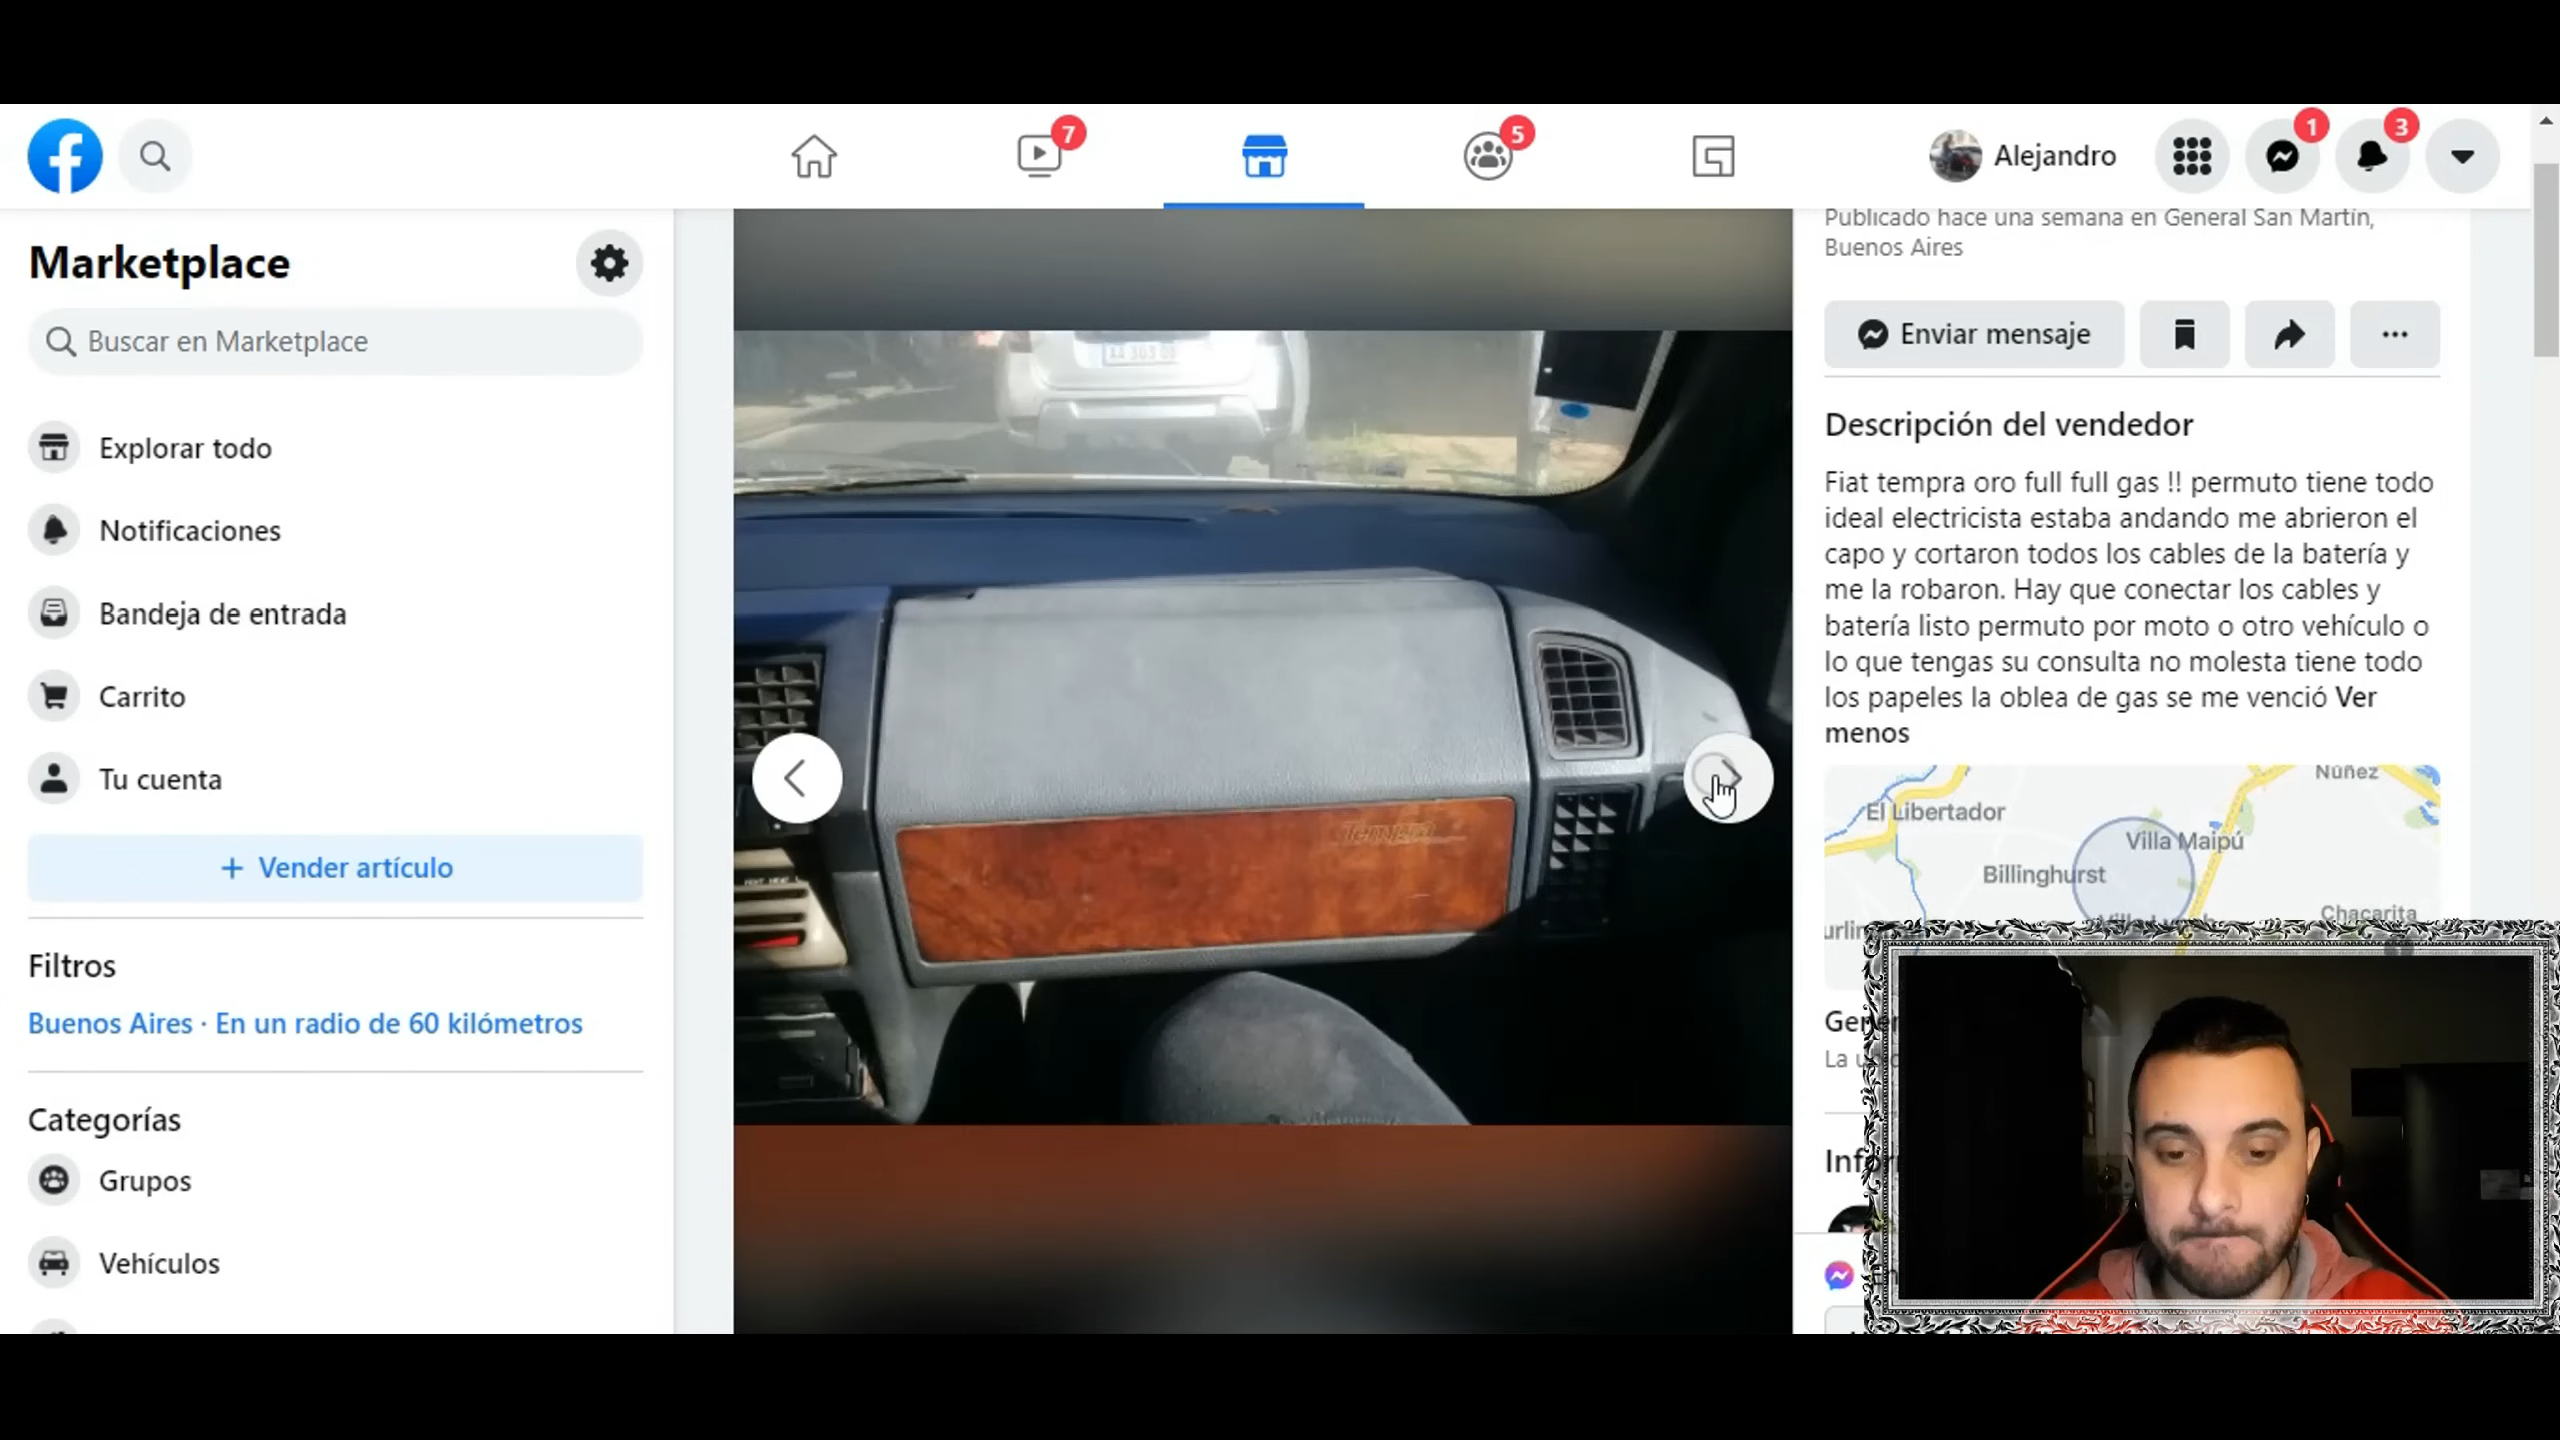 7
5
Alejandro
1
3
Marketplace
Buscar en Marketplace
Explorar todo
Notificaciones
Bandeja de entrada
Carrito
Tu cuenta
+ Vender artículo
Filtros
Buenos Aires · En un radio de 60 kilómetros
Categorías
Grupos
Vehículos
Tempra
Publicado hace una semana en General San Martín,
Buenos Aires
Enviar mensaje
Descripción del vendedor
Fiat tempra oro full full gas !! permuto tiene todo
ideal electricista estaba andando me abrieron el
capo y cortaron todos los cables de la batería y
me la robaron. Hay que conectar los cables y
batería listo permuto por moto o otro vehículo o
lo que tengas su consulta no molesta tiene todo
los papeles la oblea de gas se me venció Ver
menos
Núñez
El Libertador
Villa Maipú
Billinghurst
Chacarita